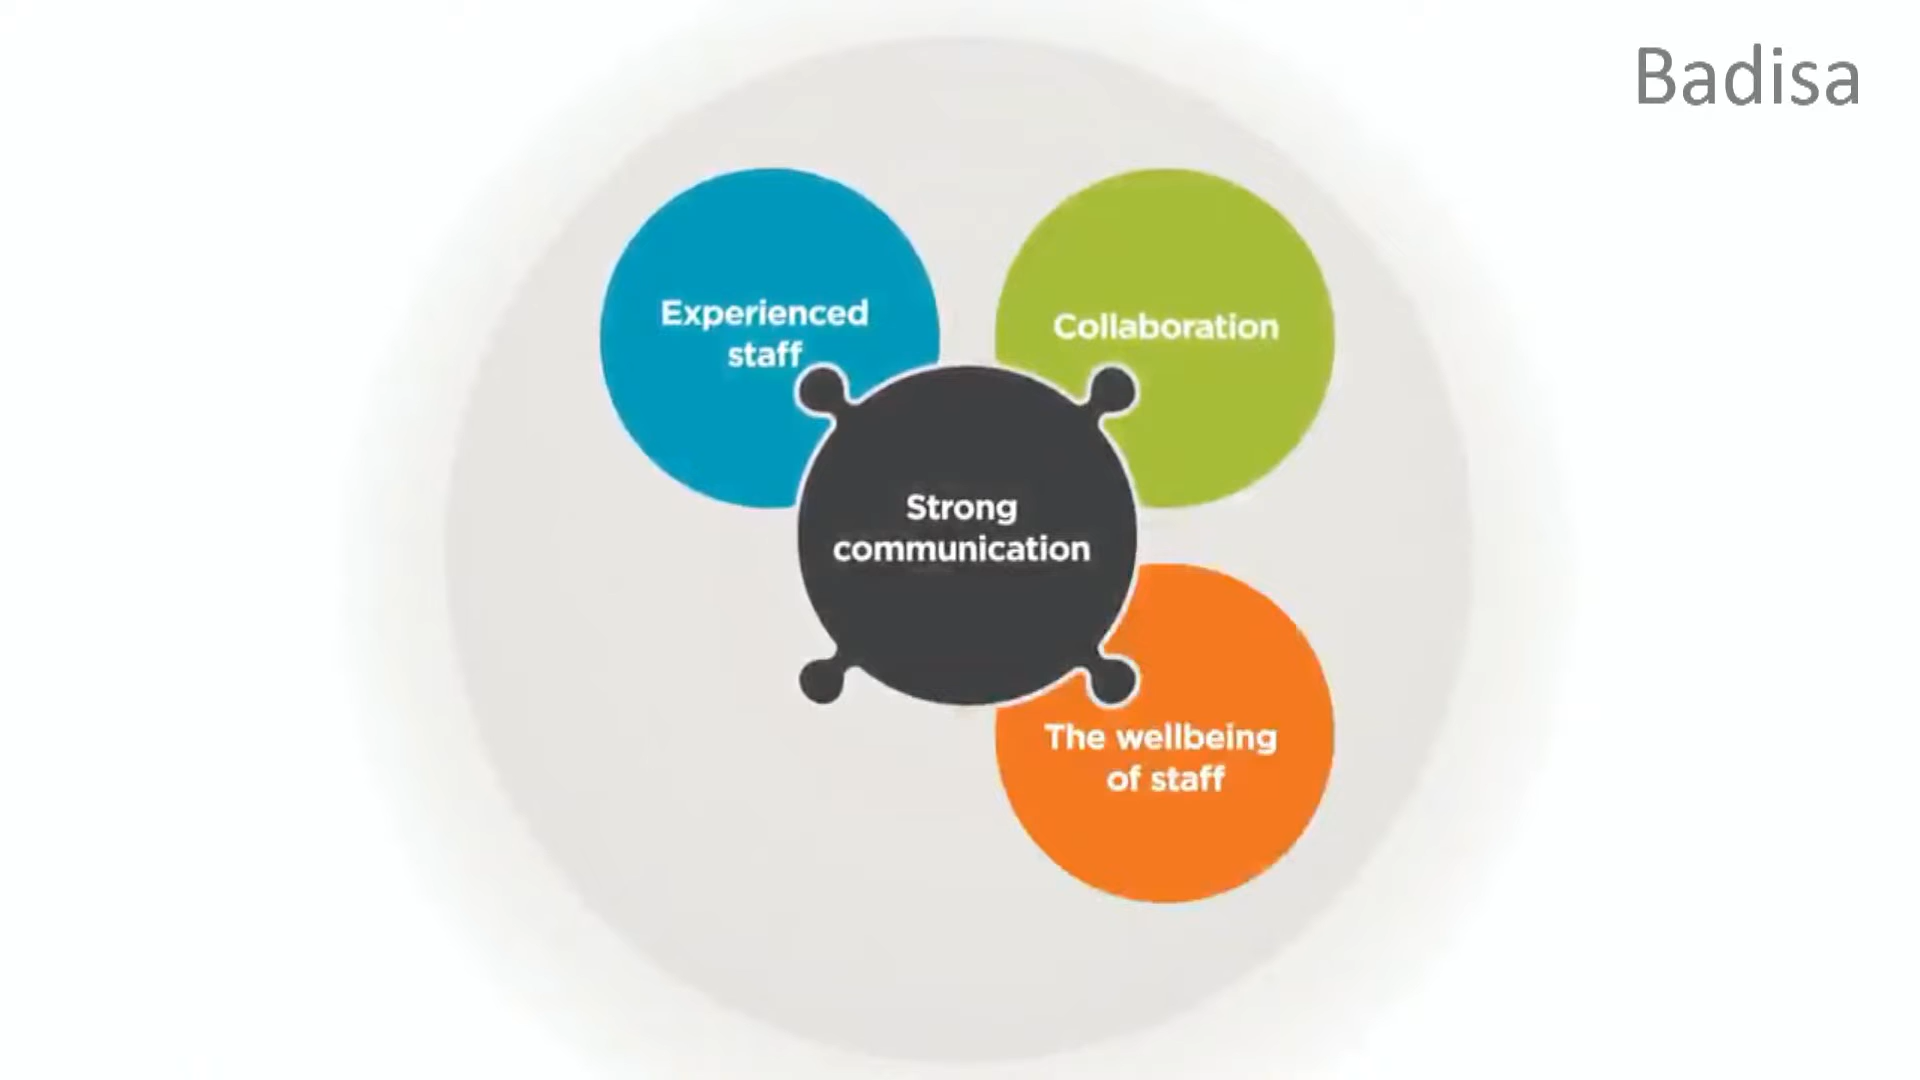 Badisa
Experienced
staff
Collaboration
Strong
communication
The wellbeing
of staff